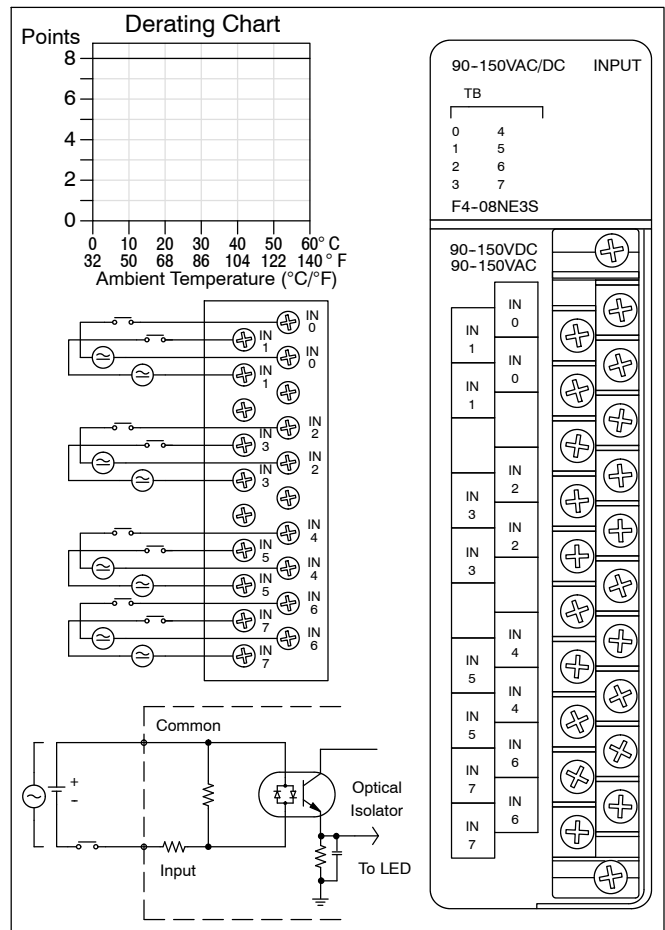 Derating Chart
Points
8
6
4
2
0
0 10 20 30 40 50 60°C
32 50 68 86 104 122 140°F
Ambient Temperature (°C/°F)
IN
0
IN
1
IN
0
IN
1
IN
2
IN
3
IN
2
IN
3
IN
4
IN
5
IN
4
IN
5
IN
6
IN
7
IN
6
IN
7
Common
+
-
Input
Optical
Isolator
To LED
90-150VAC/DC INPUT
TB
0 4
1 5
2 6
3 7
F4-08NE3S
90-150VDC
90-150VAC
IN
0
IN
1
IN
0
IN
1
IN
2
IN
3
IN
2
IN
3
IN
4
IN
5
IN
4
IN
5
IN
6
IN
7
IN
6
IN
7